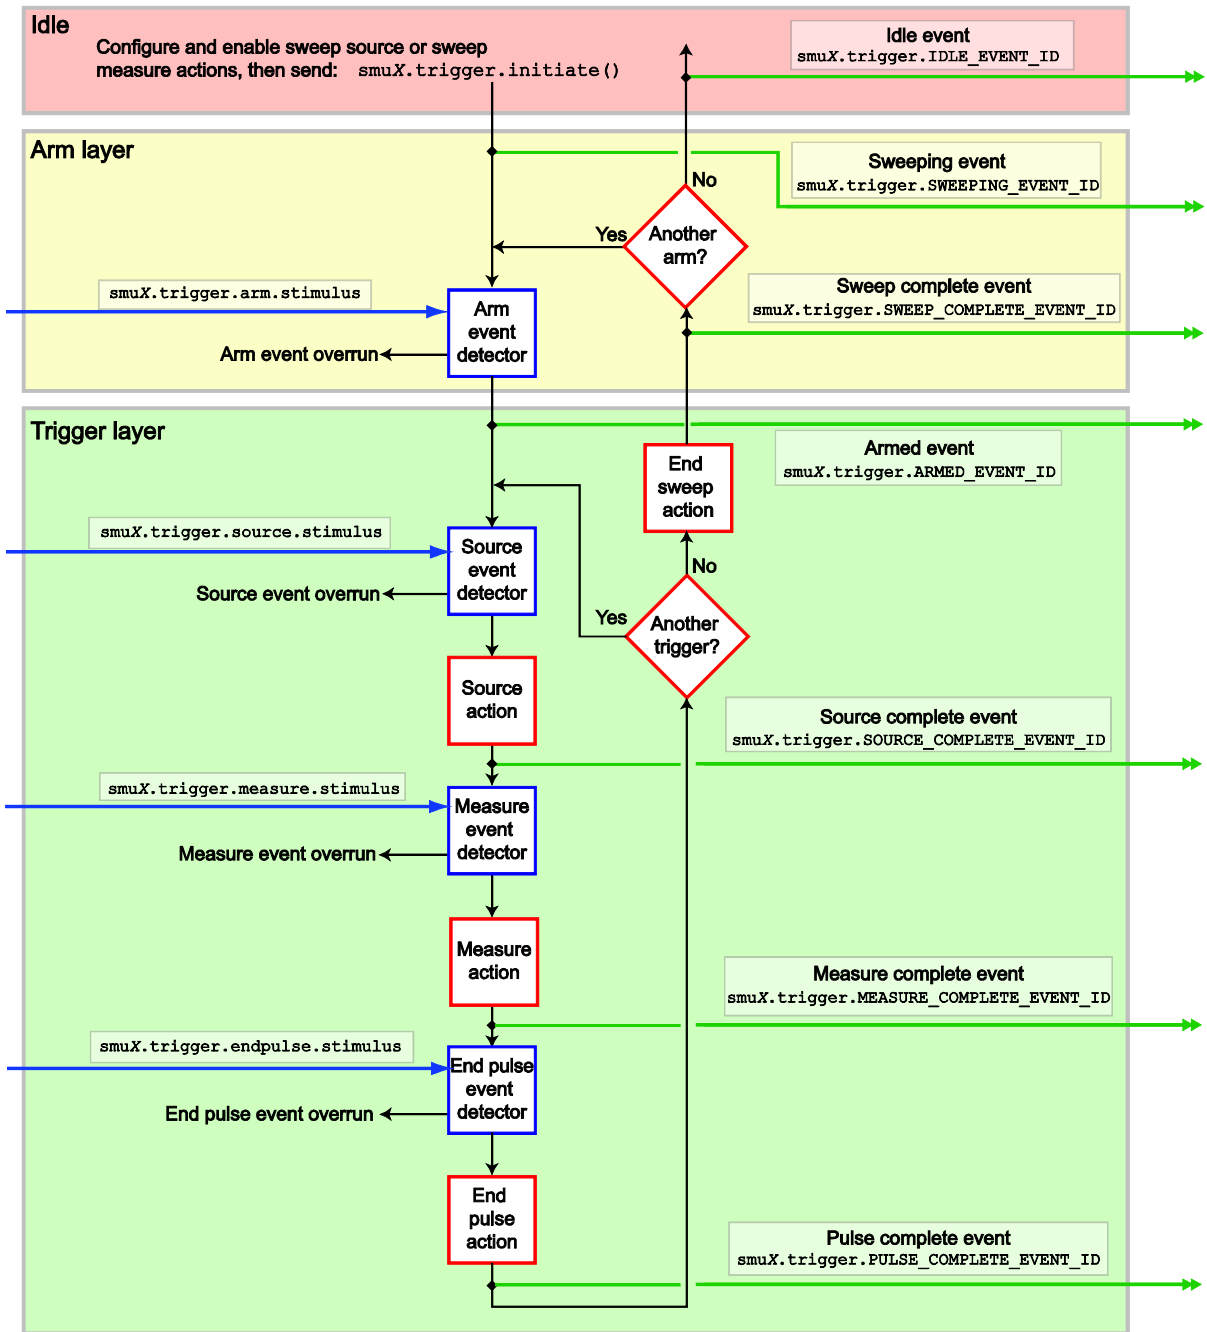 Idle
Configure and enable sweep source or sweep
measure actions, then send: smuX.trigger.initiate()
Idle event
smuX.trigger.IDLE_EVENT_ID
Arm layer
Sweeping event
smuX.trigger.SWEEPING_EVENT_ID
No
Yes
Another
arm?
Sweep complete event
smuX.trigger.SWEEP_COMPLETE_EVENT_ID
smuX.trigger.arm.stimulus
Arm
event
detector
Arm event overrun
Trigger layer
Armed event
smuX.trigger.ARMED_EVENT_ID
End
sweep
action
smuX.trigger.source.stimulus
Source
event
detector
Source event overrun
No
Yes
Another
trigger?
Source
action
Source complete event
smuX.trigger.SOURCE_COMPLETE_EVENT_ID
smuX.trigger.measure.stimulus
Measure
event
detector
Measure event overrun
Measure
action
Measure complete event
smuX.trigger.MEASURE_COMPLETE_EVENT_ID
smuX.trigger.endpulse.stimulus
End pulse
event
detector
End pulse event overrun
End
pulse
action
Pulse complete event
smuX.trigger.PULSE_COMPLETE_EVENT_ID